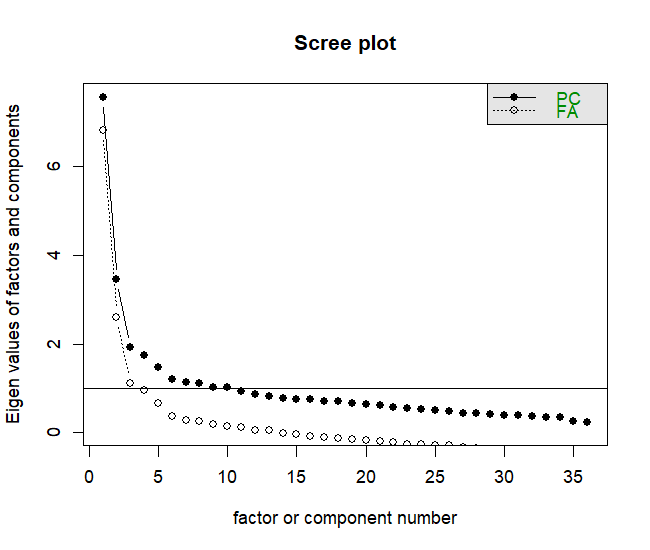 Scree plot
PC
FA
Eigen values of factors and components
6
4
2
0
0 5 10 15 20 25 30 35
factor or component number